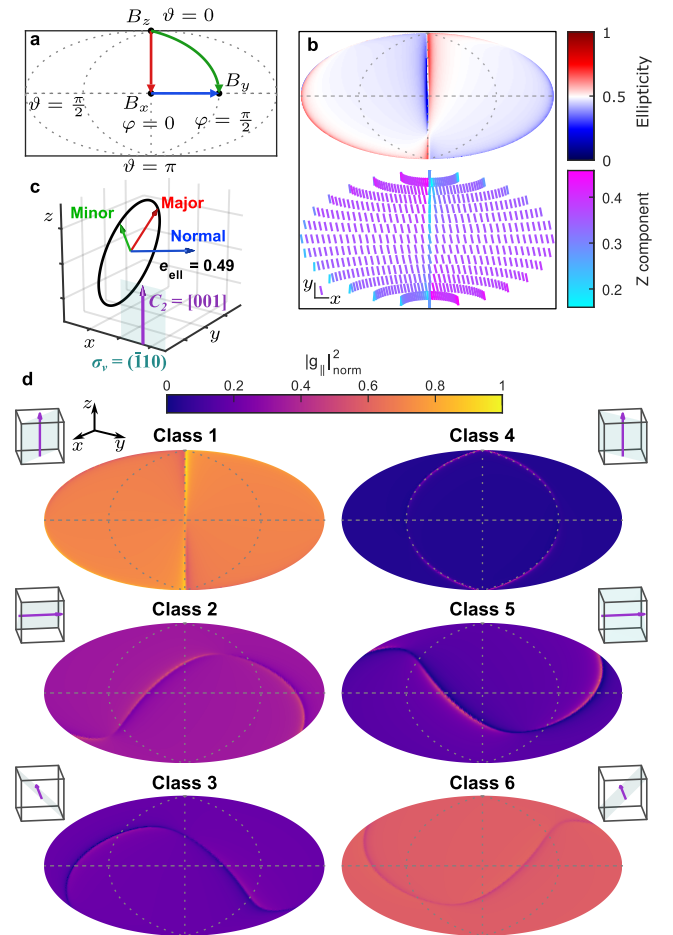 B_z ϑ = 0
a
ϑ = π/2
B_x
B_y
φ = 0
φ = π/2
ϑ = π
b
y
x
1
0.5
0
Ellipticity
0.4
0.3
0.2
Z component
c
z
Minor
Major
Normal
e_ell = 0.49
C_2 = [001]
x
y
σ_v = (1̄10)
d
|g_∥|²_norm
0 0.2 0.4 0.6 0.8 1
z
x
y
Class 1
Class 4
Class 2
Class 5
Class 3
Class 6